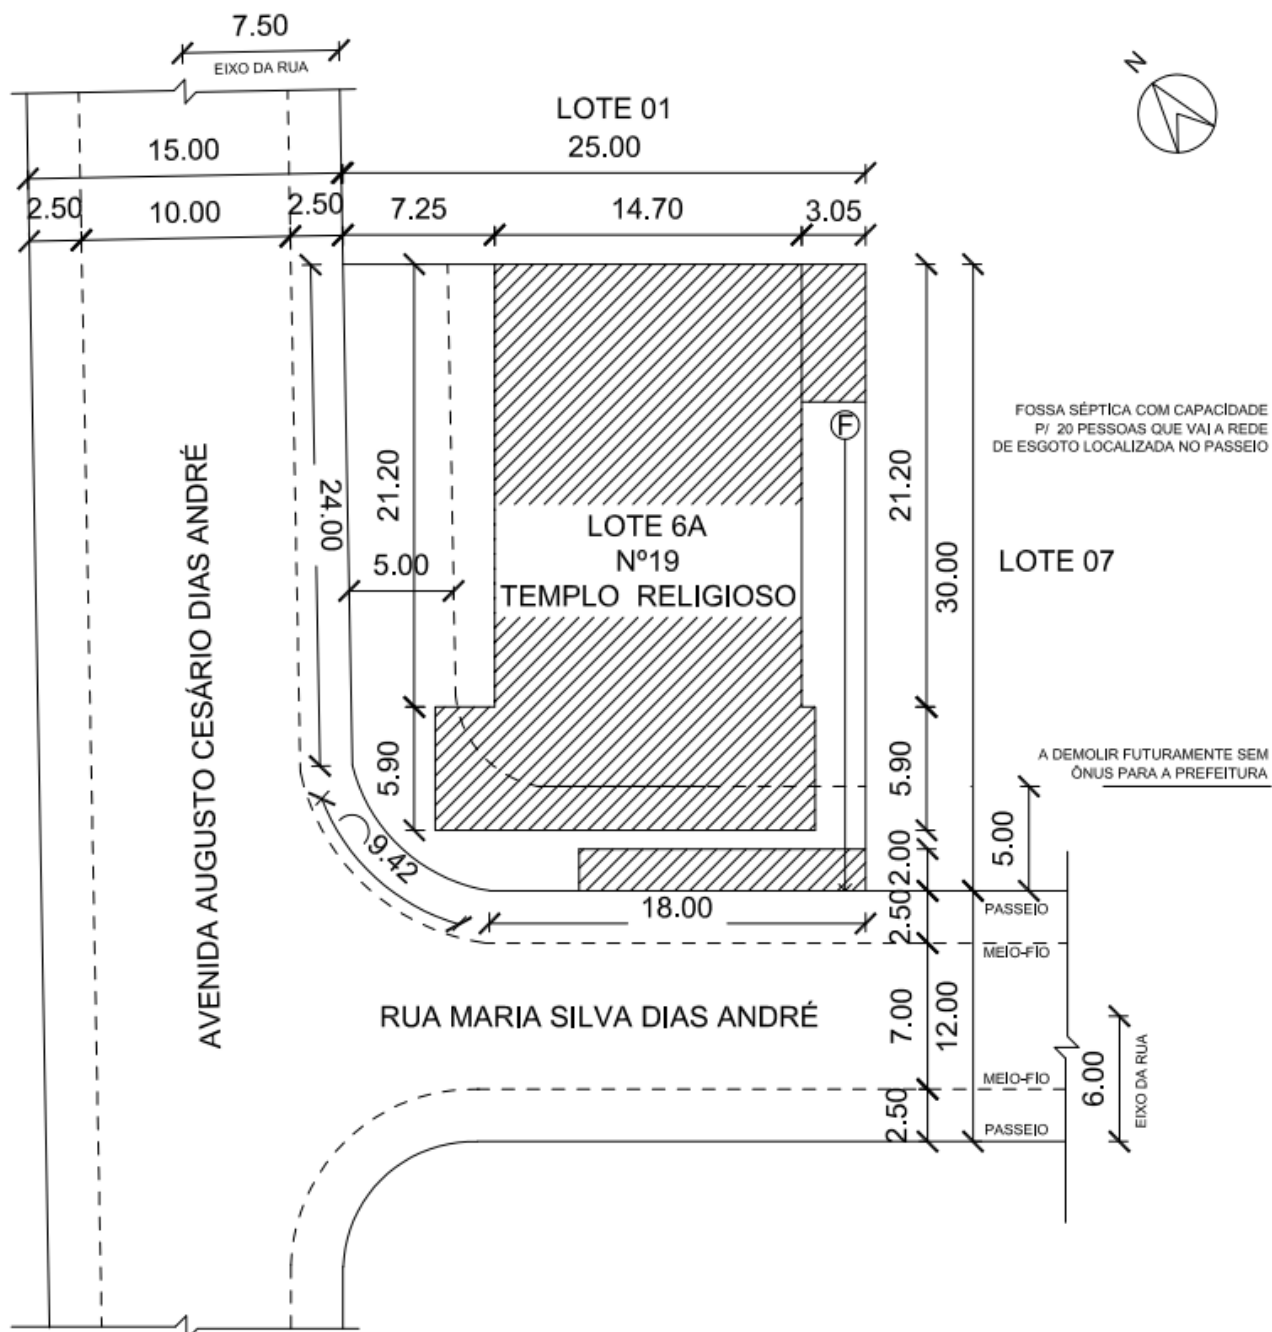 7.50
EIXO DA RUA
N
LOTE 01
15.00
25.00
2.50
10.00
2.50
7.25
14.70
3.05
FOSSA SÉPTICA COM CAPACIDADE
P/ 20 PESSOAS QUE VAI A REDE
DE ESGOTO LOCALIZADA NO PASSEIO
F
AVENIDA AUGUSTO CESÁRIO DIAS ANDRÉ
24.00
21.20
5.00
LOTE 6A
Nº19
TEMPLO RELIGIOSO
21.20
30.00
LOTE 07
5.90
5.90
A DEMOLIR FUTURAMENTE SEM
ÔNUS PARA A PREFEITURA
9.42
2.00
5.00
18.00
2.50
PASSEIO
MEIO-FIO
RUA MARIA SILVA DIAS ANDRÉ
7.00
12.00
MEIO-FIO
6.00
EIXO DA RUA
2.50
PASSEIO